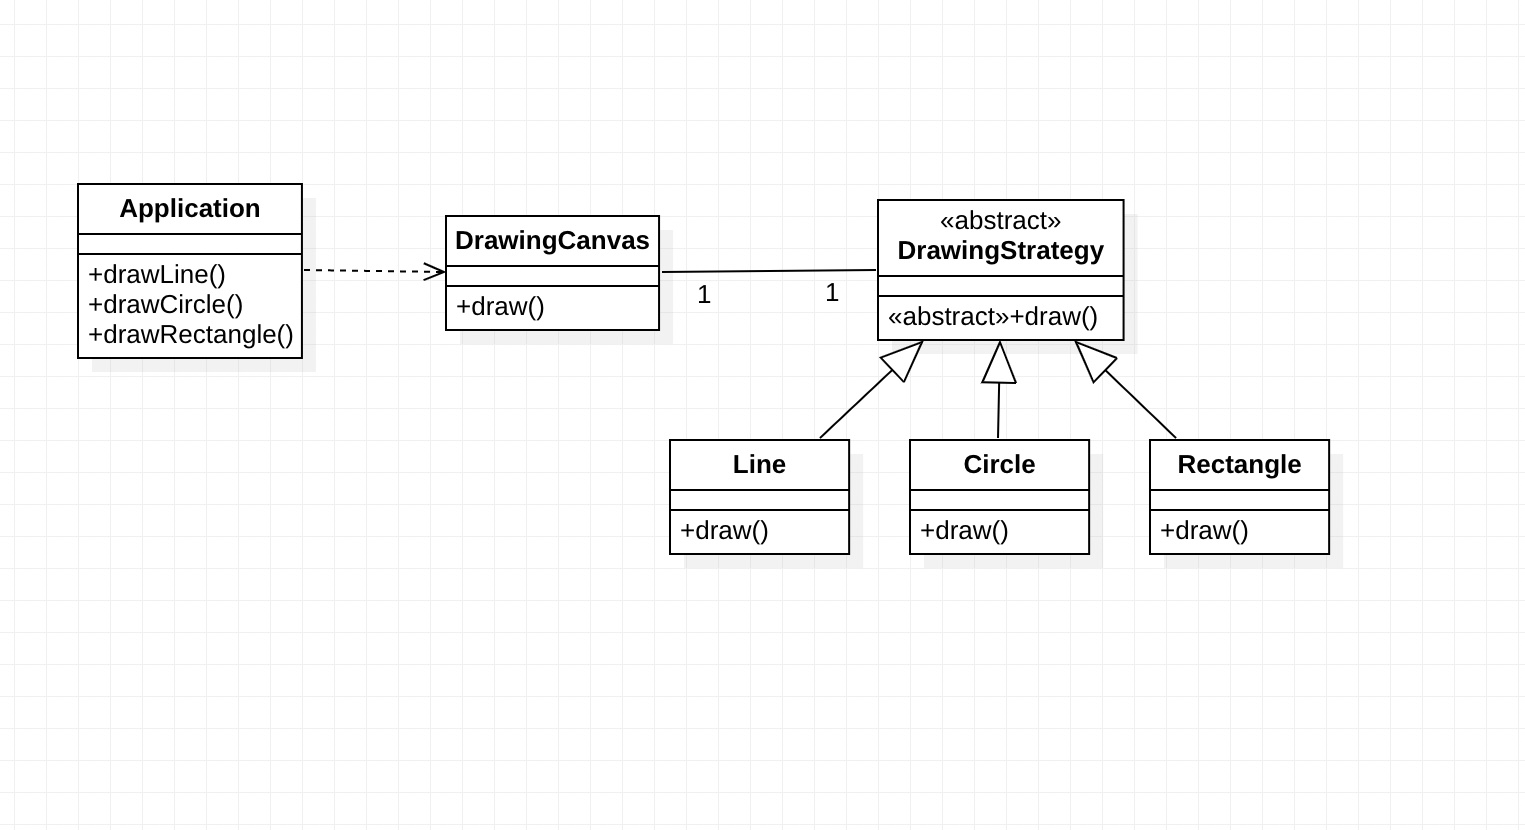 Application
+drawLine()
+drawCircle()
+drawRectangle()
DrawingCanvas
+draw()
1
1
«abstract»
DrawingStrategy
«abstract»+draw()
Line
+draw()
Circle
+draw()
Rectangle
+draw()